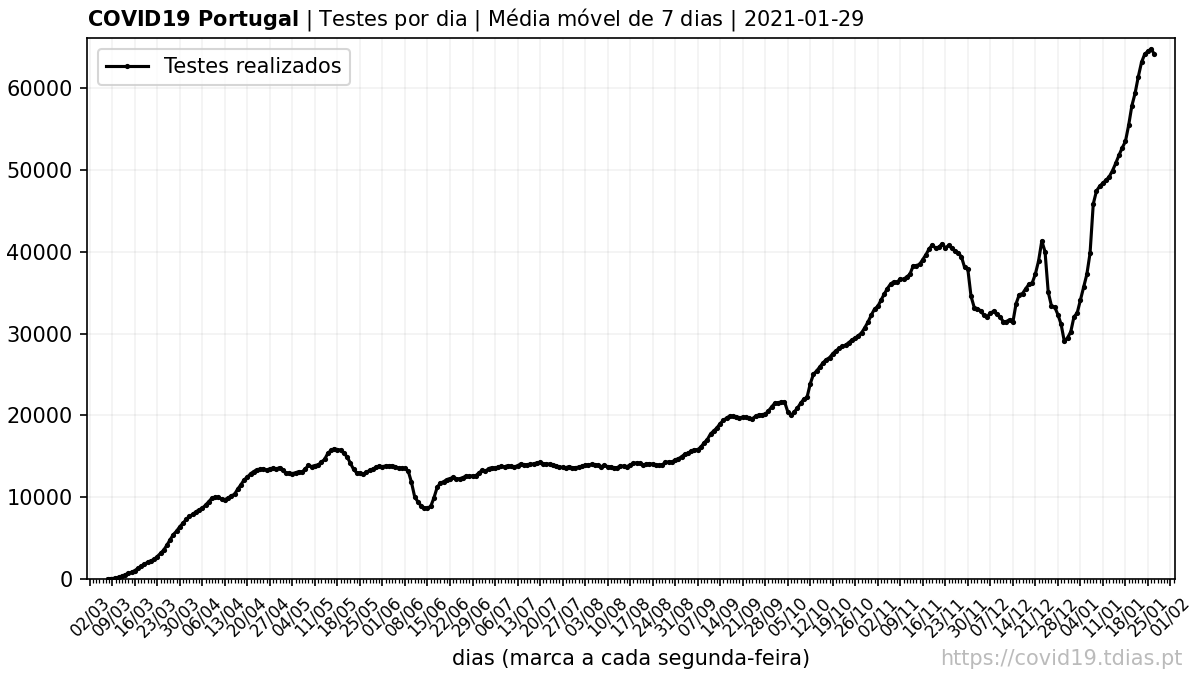 COVID19 Portugal | Testes por dia | Média móvel de 7 dias | 2021-01-29
Testes realizados
60000
50000
40000
30000
20000
10000
0
02/03 09/03 16/03 23/03 30/03 06/04 13/04 20/04 27/04 04/05 11/05 18/05 25/05 01/06 08/06 15/06 22/06 29/06 06/07 13/07 20/07 27/07 03/08 10/08 17/08 24/08 31/08 07/09 14/09 21/09 28/09 05/10 12/10 19/10 26/10 02/11 09/11 16/11 23/11 30/11 07/12 14/12 21/12 28/12 04/01 11/01 18/01 25/01 01/02
dias (marca a cada segunda-feira)
https://covid19.tdias.pt